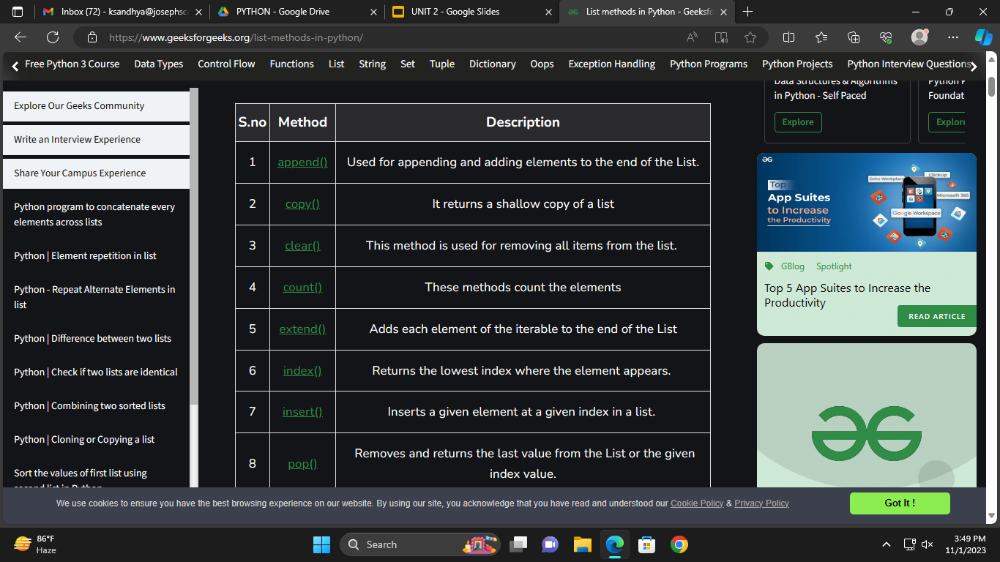 Inbox (72) - ksandhya@josephsc
PYTHON - Google Drive
UNIT 2 - Google Slides
List methods in Python - Geeksfo
https://www.geeksforgeeks.org/list-methods-in-python/
Free Python 3 Course Data Types Control Flow Functions List String Set Tuple Dictionary Oops Exception Handling Python Programs Python Projects Python Interview Questions
Explore Our Geeks Community
Write an Interview Experience
Share Your Campus Experience
Python program to concatenate every
elements across lists
Python | Element repetition in list
Python - Repeat Alternate Elements in
list
Python | Difference between two lists
Python | Check if two lists are identical
Python | Combining two sorted lists
Python | Cloning or Copying a list
Sort the values of first list using
second list in Python
S.no Method Description
1 append() Used for appending and adding elements to the end of the List.
2 copy() It returns a shallow copy of a list
3 clear() This method is used for removing all items from the list.
4 count() These methods count the elements
5 extend() Adds each element of the iterable to the end of the List
6 index() Returns the lowest index where the element appears.
7 insert() Inserts a given element at a given index in a list.
8 pop() Removes and returns the last value from the List or the given
index value.
Data Structures & Algorithms
in Python - Self Paced
Explore
Python F
Foundat
Explore
Top
App Suites
to Increase
the Productivity
Zoho Workplace
ClickUp
Microsoft 365
Google Workspace
GBlog Spotlight
Top 5 App Suites to Increase the
Productivity
READ ARTICLE
We use cookies to ensure you have the best browsing experience on our website. By using our site, you acknowledge that you have read and understood our Cookie Policy & Privacy Policy
Got It !
86°F
Haze
Search
3:49 PM
11/1/2023